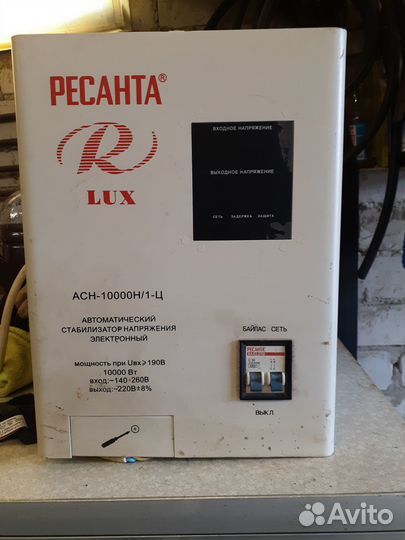 РЕСАНТА®
R
LUX
ВХОДНОЕ НАПРЯЖЕНИЕ
ВЫХОДНОЕ НАПРЯЖЕНИЕ
СЕТЬ ЗАДЕРЖКА ЗАЩИТА
АСН-10000Н/1-Ц
АВТОМАТИЧЕСКИЙ
СТАБИЛИЗАТОР НАПРЯЖЕНИЯ
ЭЛЕКТРОННЫЙ
мощность при Uвх≥190В
10000 Вт
вход:~140-260В
выход:~220В±8%
БАЙПАС СЕТЬ
РЕСАНТА
ВЫКЛ.
Avito